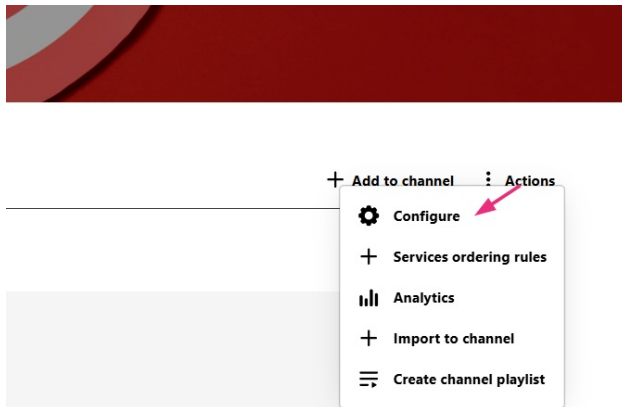 Add to channel Actions
Configure
Services ordering rules
Analytics
Import to channel
Create channel playlist